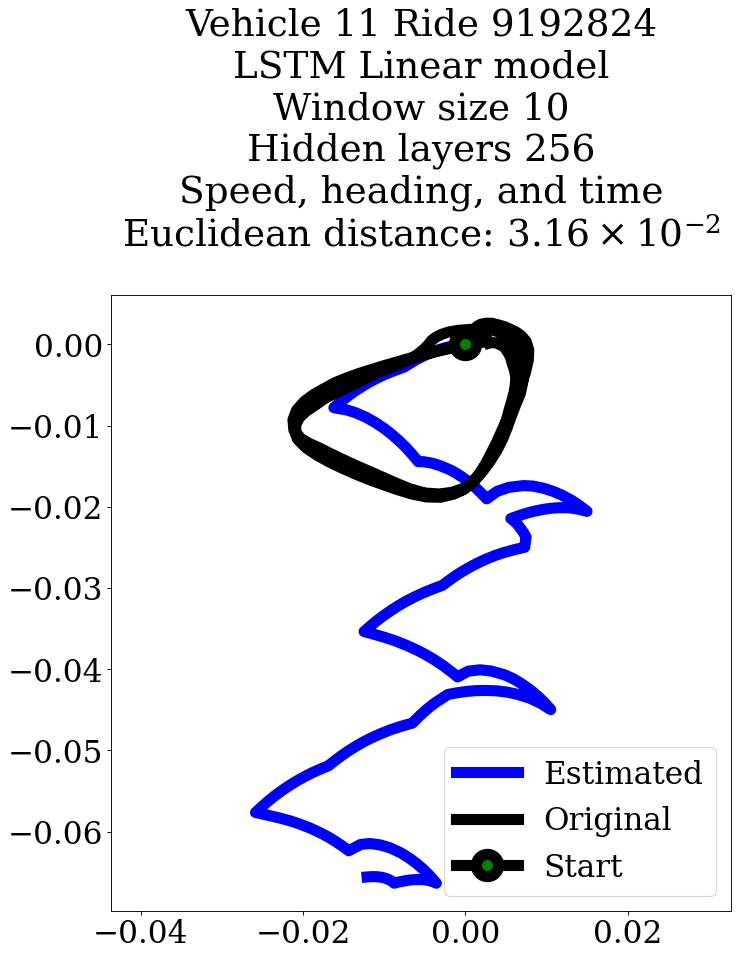 Vehicle 11 Ride 9192824
LSTM Linear model
Window size 10
Hidden layers 256
Speed, heading, and time
Euclidean distance: 3.16 × 10⁻²
0.00
−0.01
−0.02
−0.03
−0.04
−0.05
−0.06
Estimated
Original
Start
−0.04
−0.02
0.00
0.02